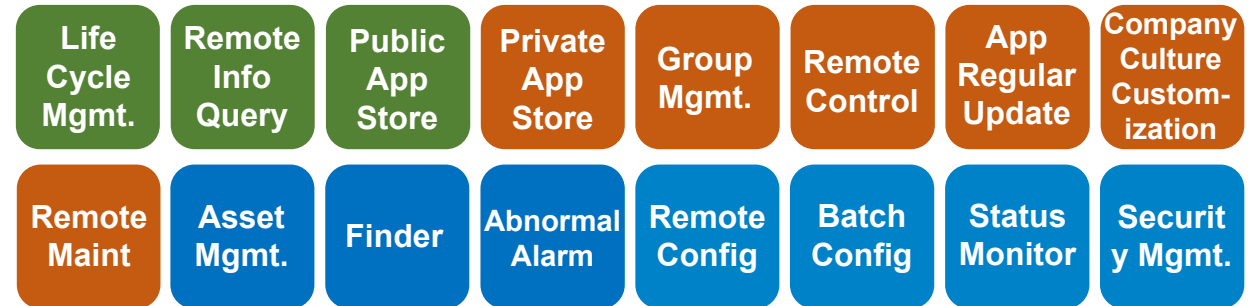 Life
Cycle
Mgmt.
Remote
Info
Query
Public
App
Store
Private
App
Store
Group
Mgmt.
Remote
Control
App
Regular
Update
Company
Culture
Custom-
ization
Remote
Maint
Asset
Mgmt.
Finder
Abnormal
Alarm
Remote
Config
Batch
Config
Status
Monitor
Securit
y Mgmt.